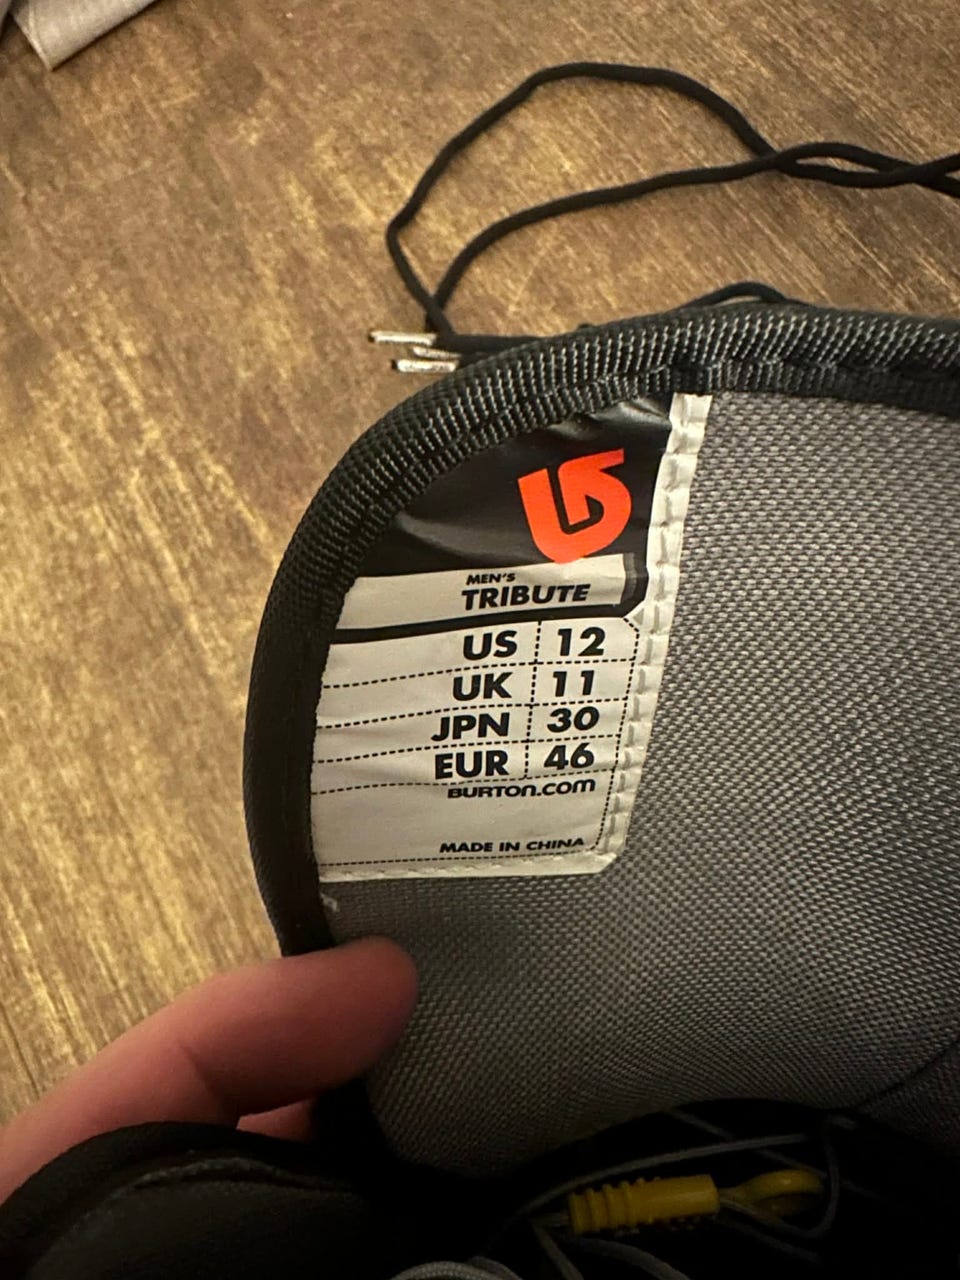 MEN'S
TRIBUTE
US 12
UK 11
JPN 30
EUR 46
BURTON.COM
MADE IN CHINA